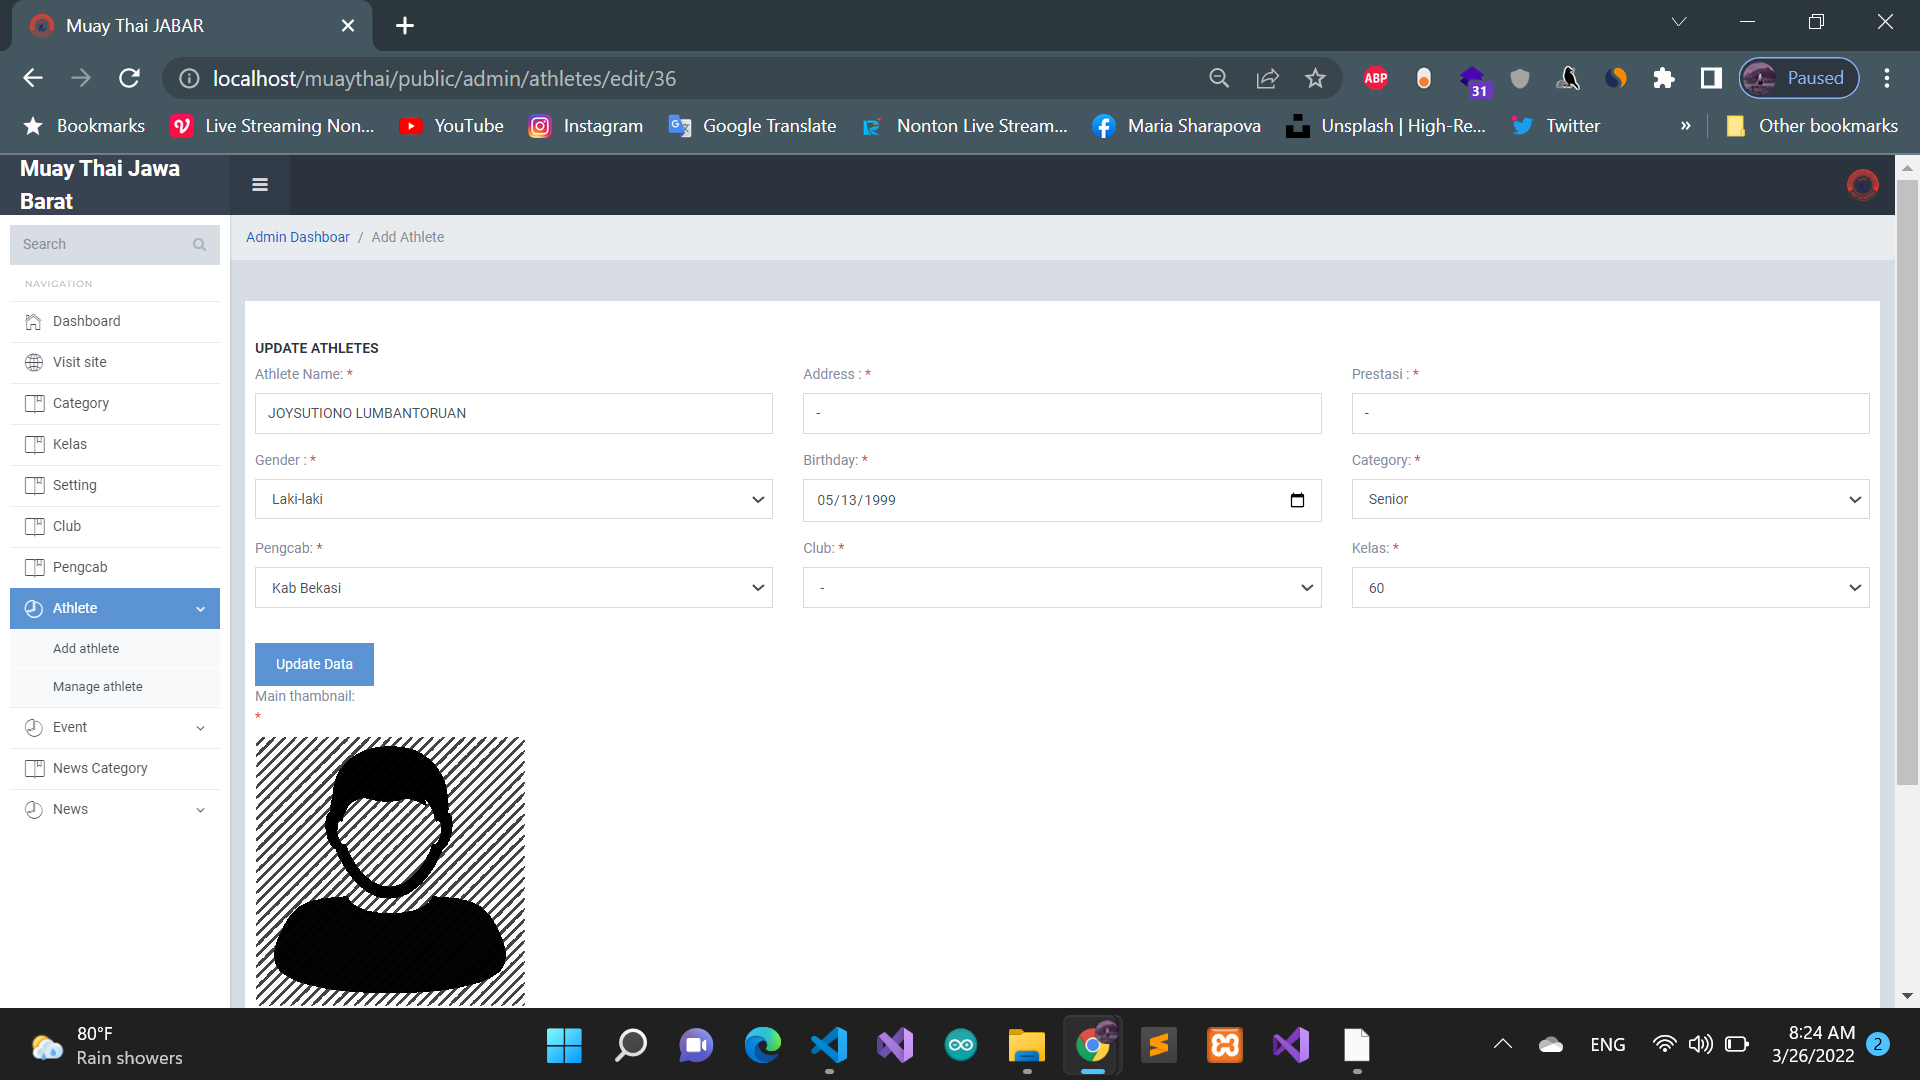 Muay Thai JABAR
localhost/muaythai/public/admin/athletes/edit/36
ABP
31
Paused
Bookmarks
Live Streaming Non...
YouTube
Instagram
Google Translate
Nonton Live Stream...
Maria Sharapova
Unsplash | High-Re...
Twitter
»
Other bookmarks
Muay Thai Jawa
Barat
Search
NAVIGATION
Dashboard
Visit site
Category
Kelas
Setting
Club
Pengcab
Athlete
Add athlete
Manage athlete
Event
News Category
News
Admin Dashboar / Add Athlete
UPDATE ATHLETES
Athlete Name: *
JOYSUTIONO LUMBANTORUAN
Address : *
-
Prestasi : *
-
Gender : *
Laki-laki
Birthday: *
05/13/1999
Category: *
Senior
Pengcab: *
Kab Bekasi
Club: *
-
Kelas: *
60
Update Data
Main thambnail:
*
80°F
Rain showers
ENG
8:24 AM
3/26/2022
2